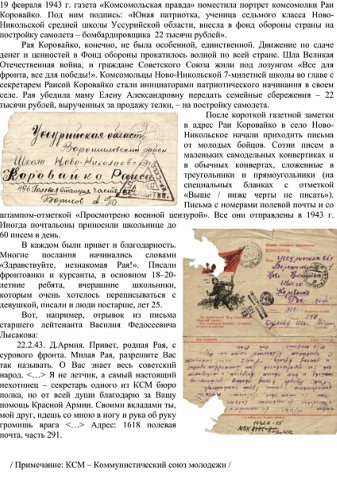 19 февраля 1943 г. газета «Комсомольская правда» поместила портрет комсомолки Раи
Коровайко. Под ним подпись: «Юная патриотка, ученица седьмого класса Ново-
Никольской средней школы Уссурийской области, внесла в фонд обороны страны на
постройку самолета – бомбардировщика 22 тысячи рублей».
Рая Коровайко, конечно, не была особенной, единственной. Движение по сдаче
денег и ценностей в Фонд обороны прокатилось волной по всей стране. Шла Великая
Отечественная война, и граждане Советского Союза жили под лозунгом «Все для
фронта, все для победы!». Комсомольцы Ново-Никольской 7-милетней школы во главе с
секретарем Раисой Коровайко стали инициаторами патриотического начинания в своем
селе. Рая убедила маму Елену Александровну передать семейные сбережения – 22
тысячи рублей, вырученных за продажу телки, – на постройку самолета.
После короткой газетной заметки
в адрес Раи Коровайко в село Ново-
Никольское начали приходить письма
от молодых бойцов. Сотни писем в
маленьких самодельных конвертиках и
в обычных конвертах, сложенные в
треугольники и прямоугольники (на
специальных бланках с отметкой
«Выше / ниже черты не писать»).
Письма с номерами полевой почты и со
Уссурийская область
Ворошиловский район
Школа Ново-Николаевка
Коровайко Раисе
штампом-отметкой «Просмотрено военной цензурой». Все они отправлены в 1943 г.
Иногда почтальоны приносили школьнице до
60 писем в день.
В каждом были привет и благодарность.
Многие послания начинались словами
«Здравствуйте, незнакомая Рая!». Писали
фронтовики и курсанты, в основном 18–20-
летние ребята, вчерашние школьники,
которым очень хотелось переписываться с
девушкой, писали и люди постарше, лет 25.
Вот, например, отрывок из письма
старшего лейтенанта Василия Федосеевича
Лысакова:
22.2.43. Д.Армия. Привет, родная Рая, с
сурового фронта. Милая Рая, разрешите Вас
так называть. О Вас знает весь советский
народ. <…> Я не летчик, а самый настоящий
пехотинец – секретарь одного из КСМ бюро
полка, но от всей души благодарю за Вашу
помощь Красной Армии. Своими вкладами ты,
мой друг, идешь со мною в ногу и рука об руку
громишь врага <…> Адрес: 1618 полевая
почта, часть 291.
/ Примечание: КСМ – Коммунистический союз молодежи /